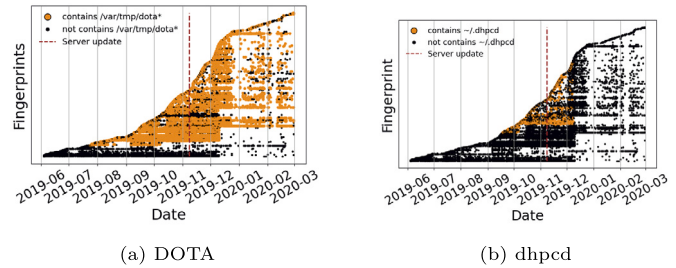 contains /var/tmp/dota*
not contains /var/tmp/dota*
Server update
Fingerprints
2019-06 2019-07 2019-08 2019-09 2019-10 2019-11 2019-12 2020-01 2020-02 2020-03
Date
(a) DOTA
contains ~/.dhpcd
not contains ~/.dhpcd
Server update
Fingerprint
2019-06 2019-07 2019-08 2019-09 2019-10 2019-11 2019-12 2020-01 2020-02 2020-03
Date
(b) dhpcd